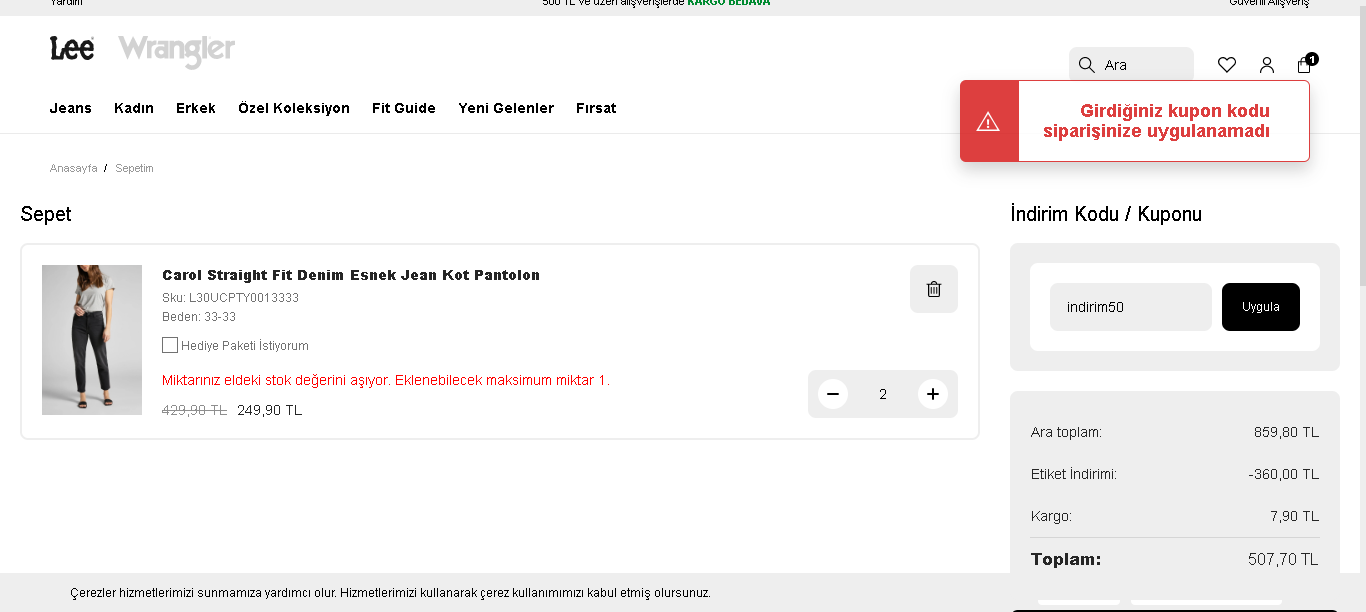 Yardım
500 TL ve üzeri alışverişlerde KARGO BEDAVA
Güvenli Alışveriş
Lee
Wrangler
Ara
1
Jeans
Kadın
Erkek
Özel Koleksiyon
Fit Guide
Yeni Gelenler
Fırsat
Girdiğiniz kupon kodu
siparişinize uygulanamadı
Anasayfa / Sepetim
Sepet
Carol Straight Fit Denim Esnek Jean Kot Pantolon
Sku: L30UCPTY0013333
Beden: 33-33
Hediye Paketi İstiyorum
Miktarınız eldeki stok değerini aşıyor. Eklenebilecek maksimum miktar 1.
429,90 TL 249,90 TL
2
İndirim Kodu / Kuponu
indirim50
Uygula
Ara toplam: 859,80 TL
Etiket İndirimi: -360,00 TL
Kargo: 7,90 TL
Toplam: 507,70 TL
Çerezler hizmetlerimizi sunmamıza yardımcı olur. Hizmetlerimizi kullanarak çerez kullanımımızı kabul etmiş olursunuz.